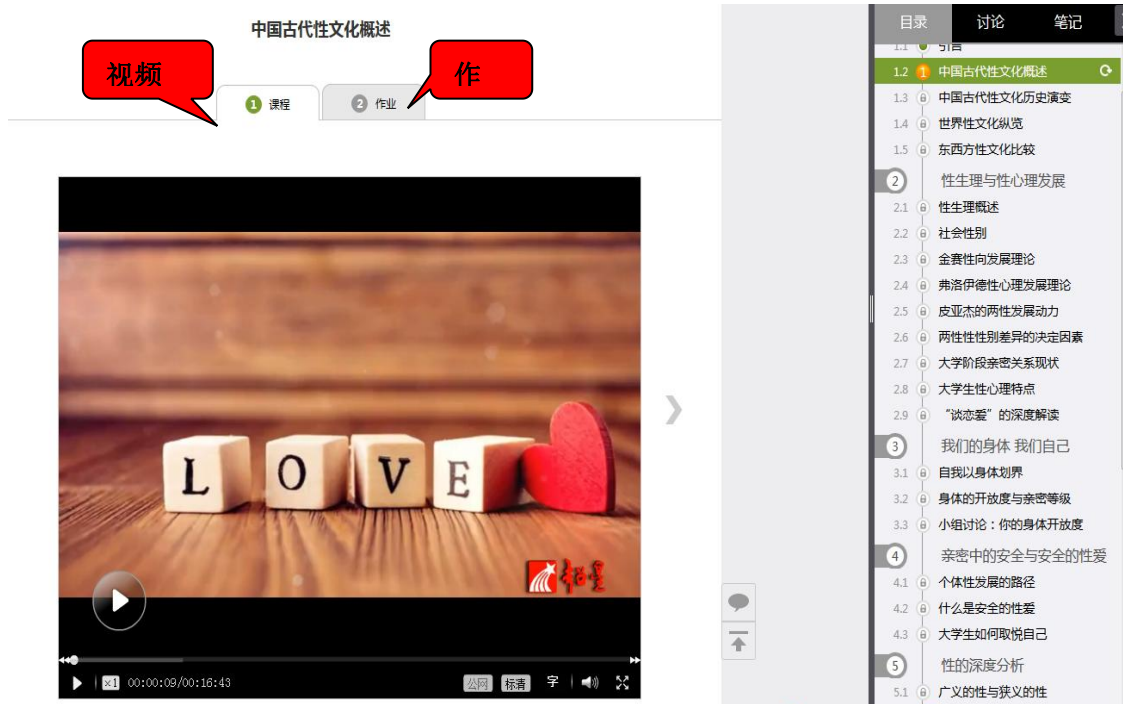 中国古代性文化概述
视频
作
1 课程
2 作业
L O V E
×1 00:00:09/00:16:43
公网 标清 字
目录 讨论 笔记
1.1 引言
1.2 1 中国古代性文化概述
1.3 中国古代性文化历史演变
1.4 世界性文化纵览
1.5 东西方性文化比较
2 性生理与性心理发展
2.1 性生理概述
2.2 社会性别
2.3 金赛性向发展理论
2.4 弗洛伊德性心理发展理论
2.5 皮亚杰的两性发展动力
2.6 两性性性别差异的决定因素
2.7 大学阶段亲密关系现状
2.8 大学生性心理特点
2.9 “谈恋爱”的深度解读
3 我们的身体 我们自己
3.1 自我以身体划界
3.2 身体的开放度与亲密等级
3.3 小组讨论：你的身体开放度
4 亲密中的安全与安全的性爱
4.1 个体性发展的路径
4.2 什么是安全的性爱
4.3 大学生如何取悦自己
5 性的深度分析
5.1 广义的性与狭义的性